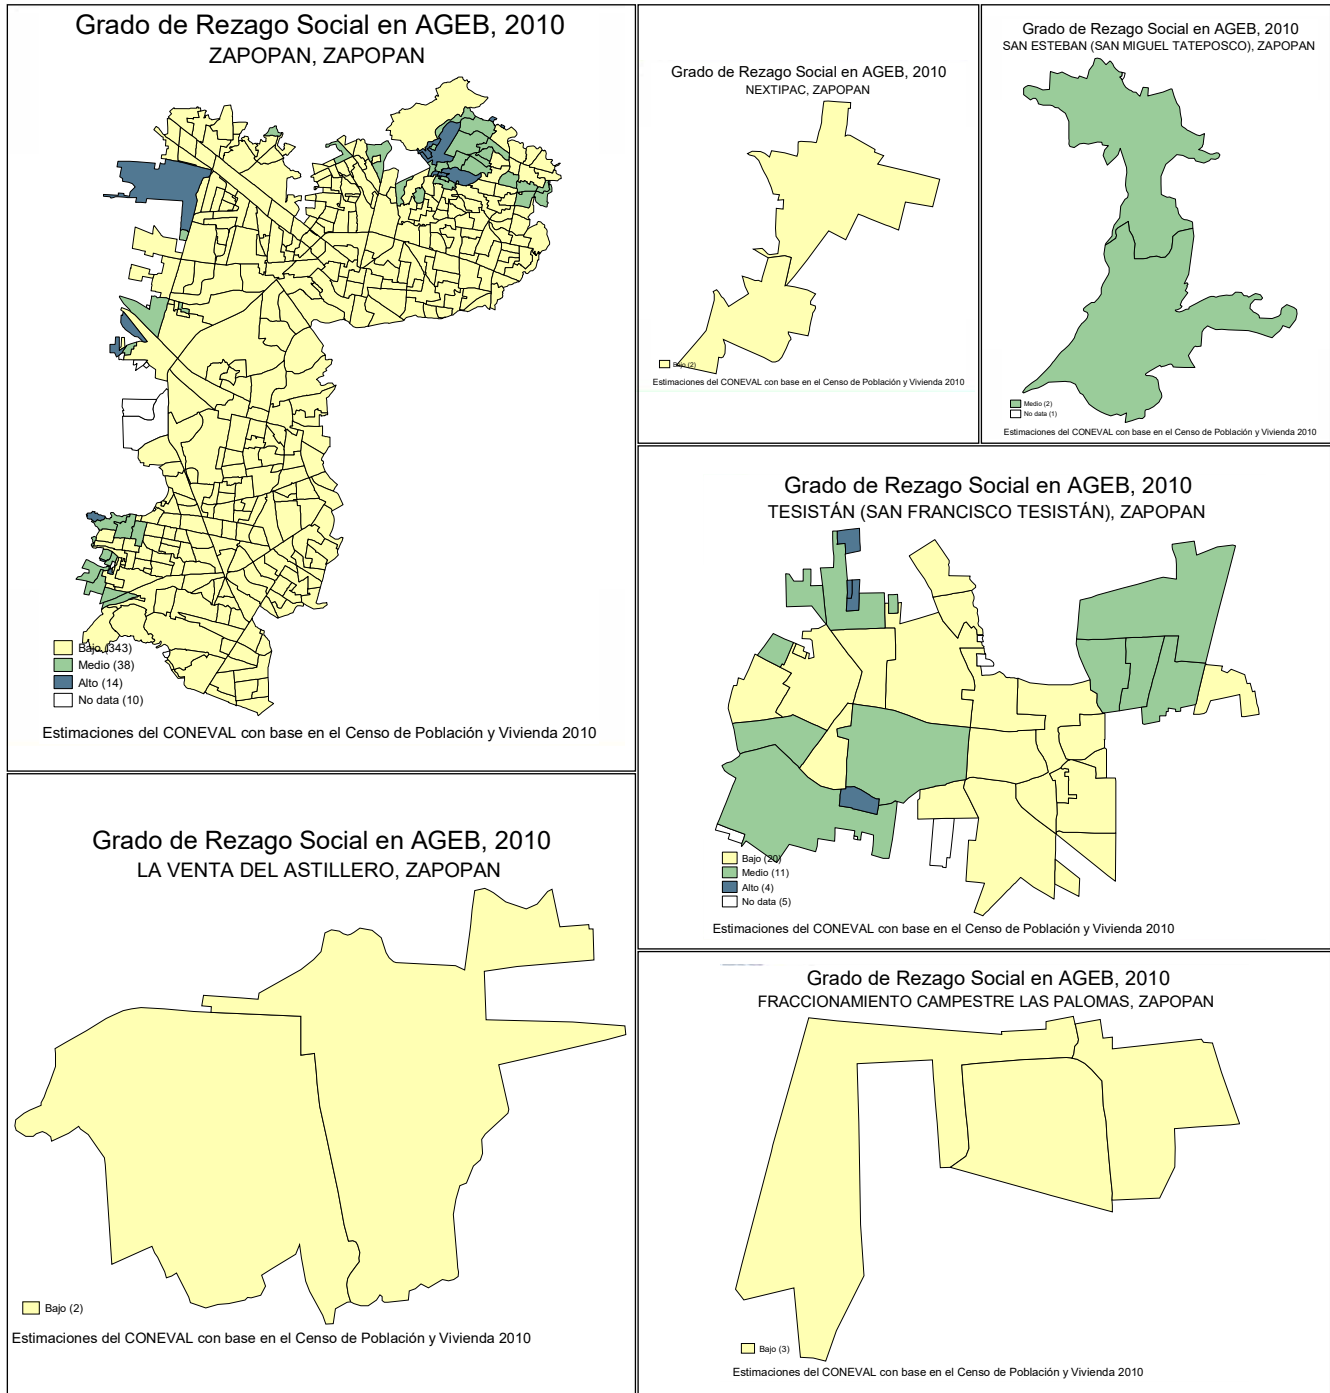 Grado de Rezago Social en AGEB, 2010
ZAPOPAN, ZAPOPAN
Bajo (343)
Medio (38)
Alto (14)
No data (10)
Estimaciones del CONEVAL con base en el Censo de Población y Vivienda 2010
Grado de Rezago Social en AGEB, 2010
NEXTIPAC, ZAPOPAN
Bajo (2)
Estimaciones del CONEVAL con base en el Censo de Población y Vivienda 2010
Grado de Rezago Social en AGEB, 2010
SAN ESTEBAN (SAN MIGUEL TATEPOSCO), ZAPOPAN
Medio (2)
No data (1)
Estimaciones del CONEVAL con base en el Censo de Población y Vivienda 2010
Grado de Rezago Social en AGEB, 2010
TESISTÁN (SAN FRANCISCO TESISTÁN), ZAPOPAN
Bajo (20)
Medio (11)
Alto (4)
No data (5)
Estimaciones del CONEVAL con base en el Censo de Población y Vivienda 2010
Grado de Rezago Social en AGEB, 2010
LA VENTA DEL ASTILLERO, ZAPOPAN
Bajo (2)
Estimaciones del CONEVAL con base en el Censo de Población y Vivienda 2010
Grado de Rezago Social en AGEB, 2010
FRACCIONAMIENTO CAMPESTRE LAS PALOMAS, ZAPOPAN
Bajo (3)
Estimaciones del CONEVAL con base en el Censo de Población y Vivienda 2010